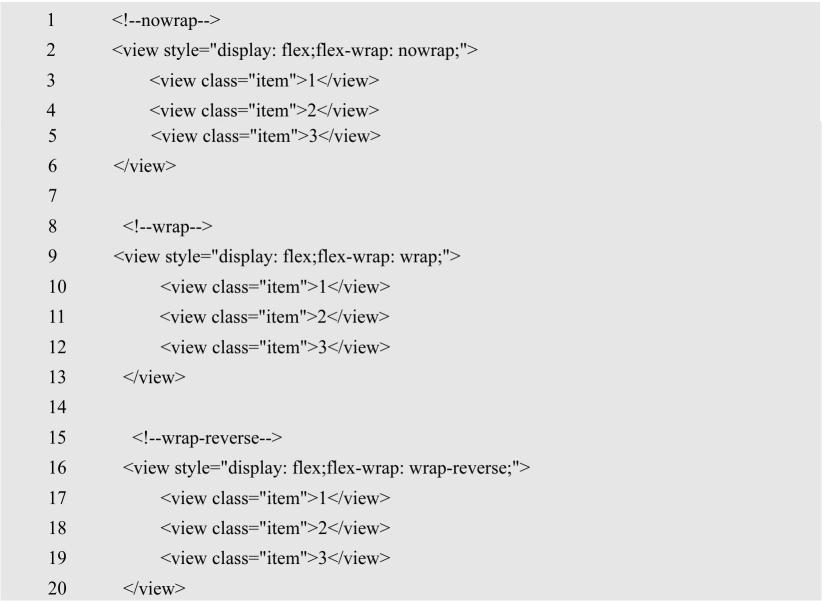 1 <!--nowrap-->
2 <view style="display: flex;flex-wrap: nowrap;">
3 <view class="item">1</view>
4 <view class="item">2</view>
5 <view class="item">3</view>
6 </view>
7
8 <!--wrap-->
9 <view style="display: flex;flex-wrap: wrap;">
10 <view class="item">1</view>
11 <view class="item">2</view>
12 <view class="item">3</view>
13 </view>
14
15 <!--wrap-reverse-->
16 <view style="display: flex;flex-wrap: wrap-reverse;">
17 <view class="item">1</view>
18 <view class="item">2</view>
19 <view class="item">3</view>
20 </view>